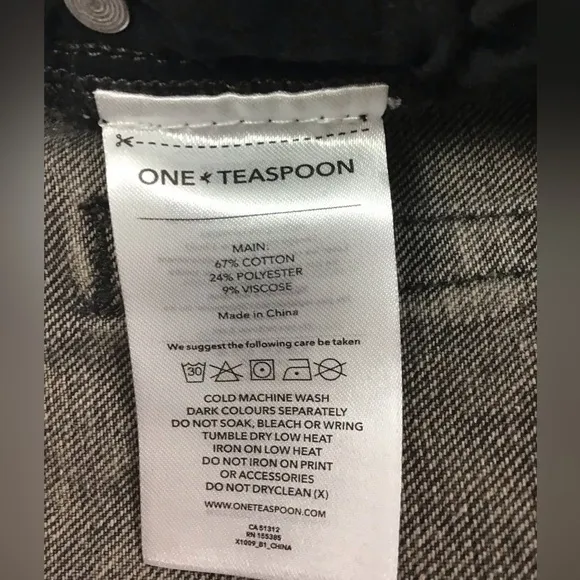 ONE TEASPOON
MAIN:
67% COTTON
24% POLYESTER
9% VISCOSE
Made in China
We suggest the following care be taken
30
COLD MACHINE WASH
DARK COLOURS SEPARATELY
DO NOT SOAK, BLEACH OR WRING
TUMBLE DRY LOW HEAT
IRON ON LOW HEAT
DO NOT IRON ON PRINT
OR ACCESSORIES
DO NOT DRYCLEAN (X)
WWW.ONETEASPOON.COM
CA 51312
RN 155385
X1009_B1_CHINA